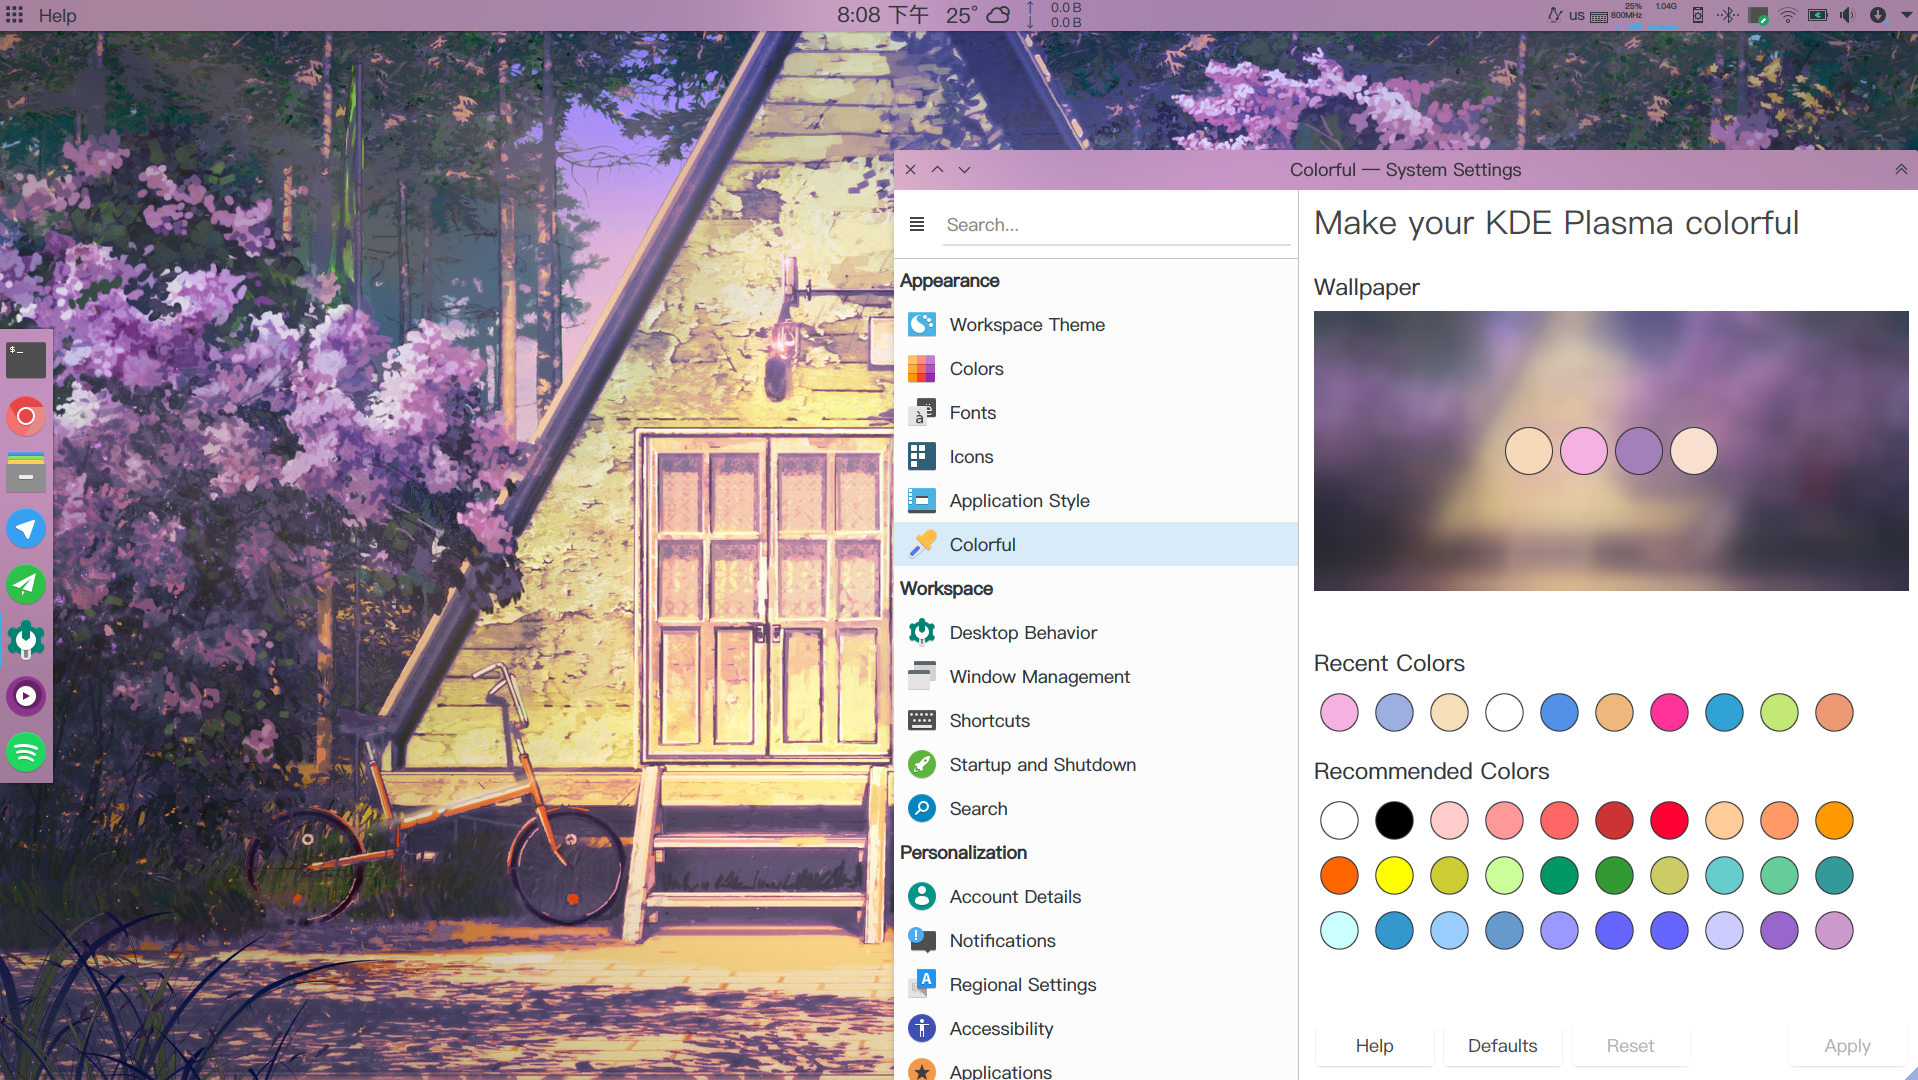 Help
8:08 下午
25°
0.0 B
0.0 B
us
25%
800MHz
1.04G
$_
Colorful — System Settings
Search...
Appearance
Workspace Theme
Colors
Fonts
Icons
Application Style
Colorful
Workspace
Desktop Behavior
Window Management
Shortcuts
Startup and Shutdown
Search
Personalization
Account Details
Notifications
Regional Settings
Accessibility
Applications
Make your KDE Plasma colorful
Wallpaper
Recent Colors
Recommended Colors
Help
Defaults
Reset
Apply